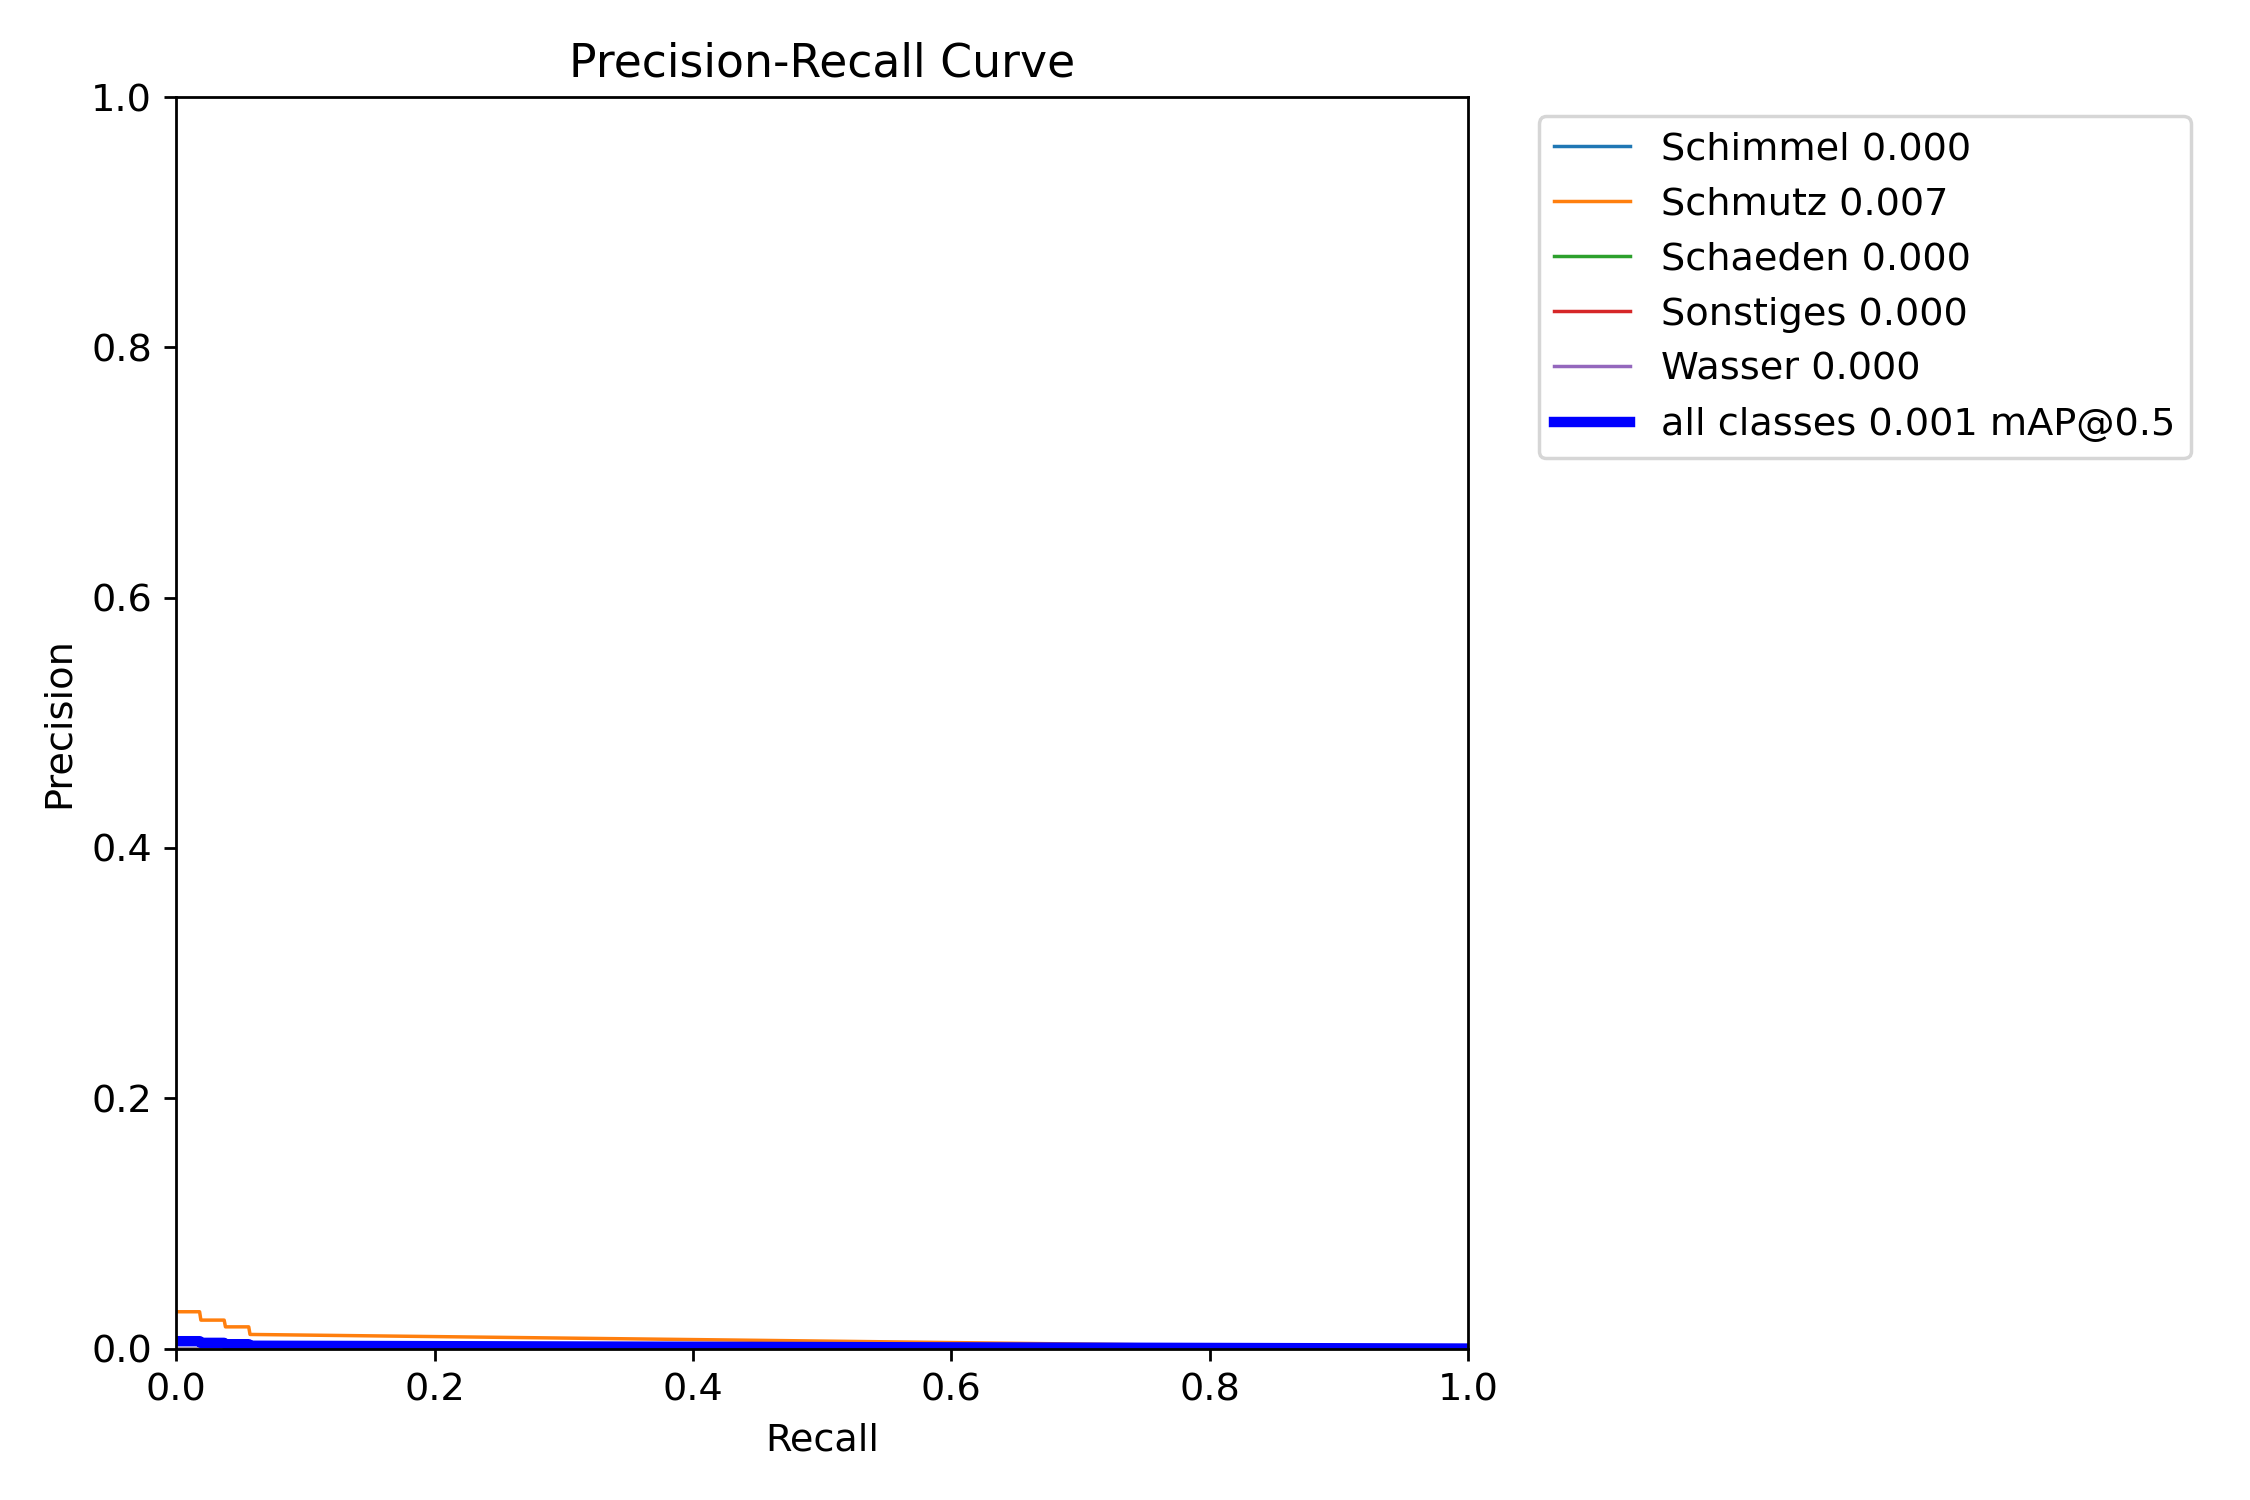 Precision-Recall Curve
1.0
0.8
0.6
0.4
0.2
0.0
Precision
0.0 0.2 0.4 0.6 0.8 1.0
Recall
Schimmel 0.000
Schmutz 0.007
Schaeden 0.000
Sonstiges 0.000
Wasser 0.000
all classes 0.001 mAP@0.5